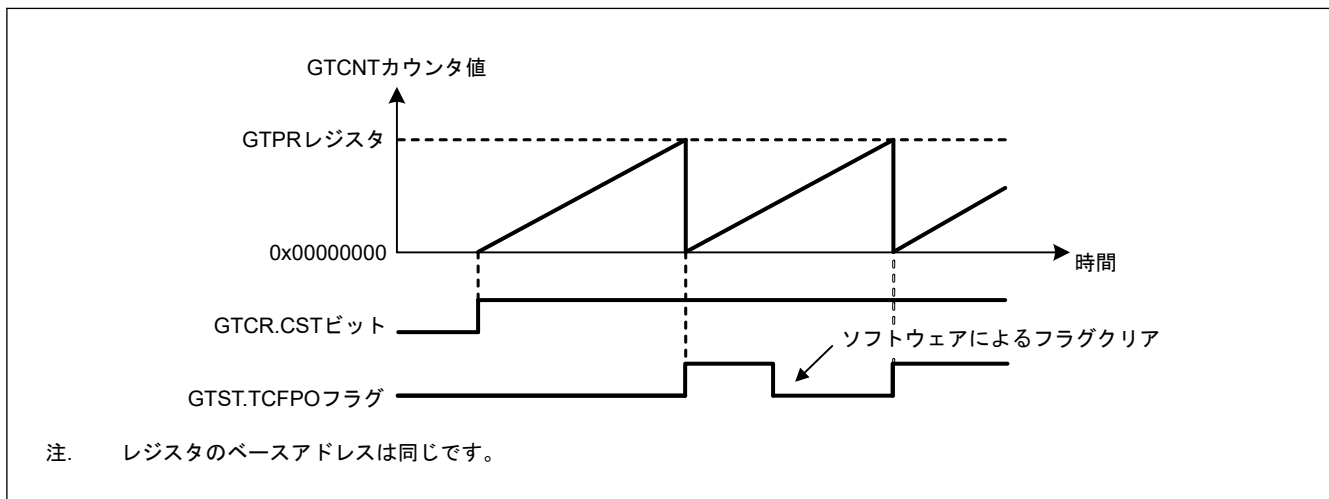 GTCNTカウンタ値
GTPRレジスタ
0x00000000
時間
GTCR.CSTビット
ソフトウェアによるフラグクリア
GTST.TCFPOフラグ
注. レジスタのベースアドレスは同じです。